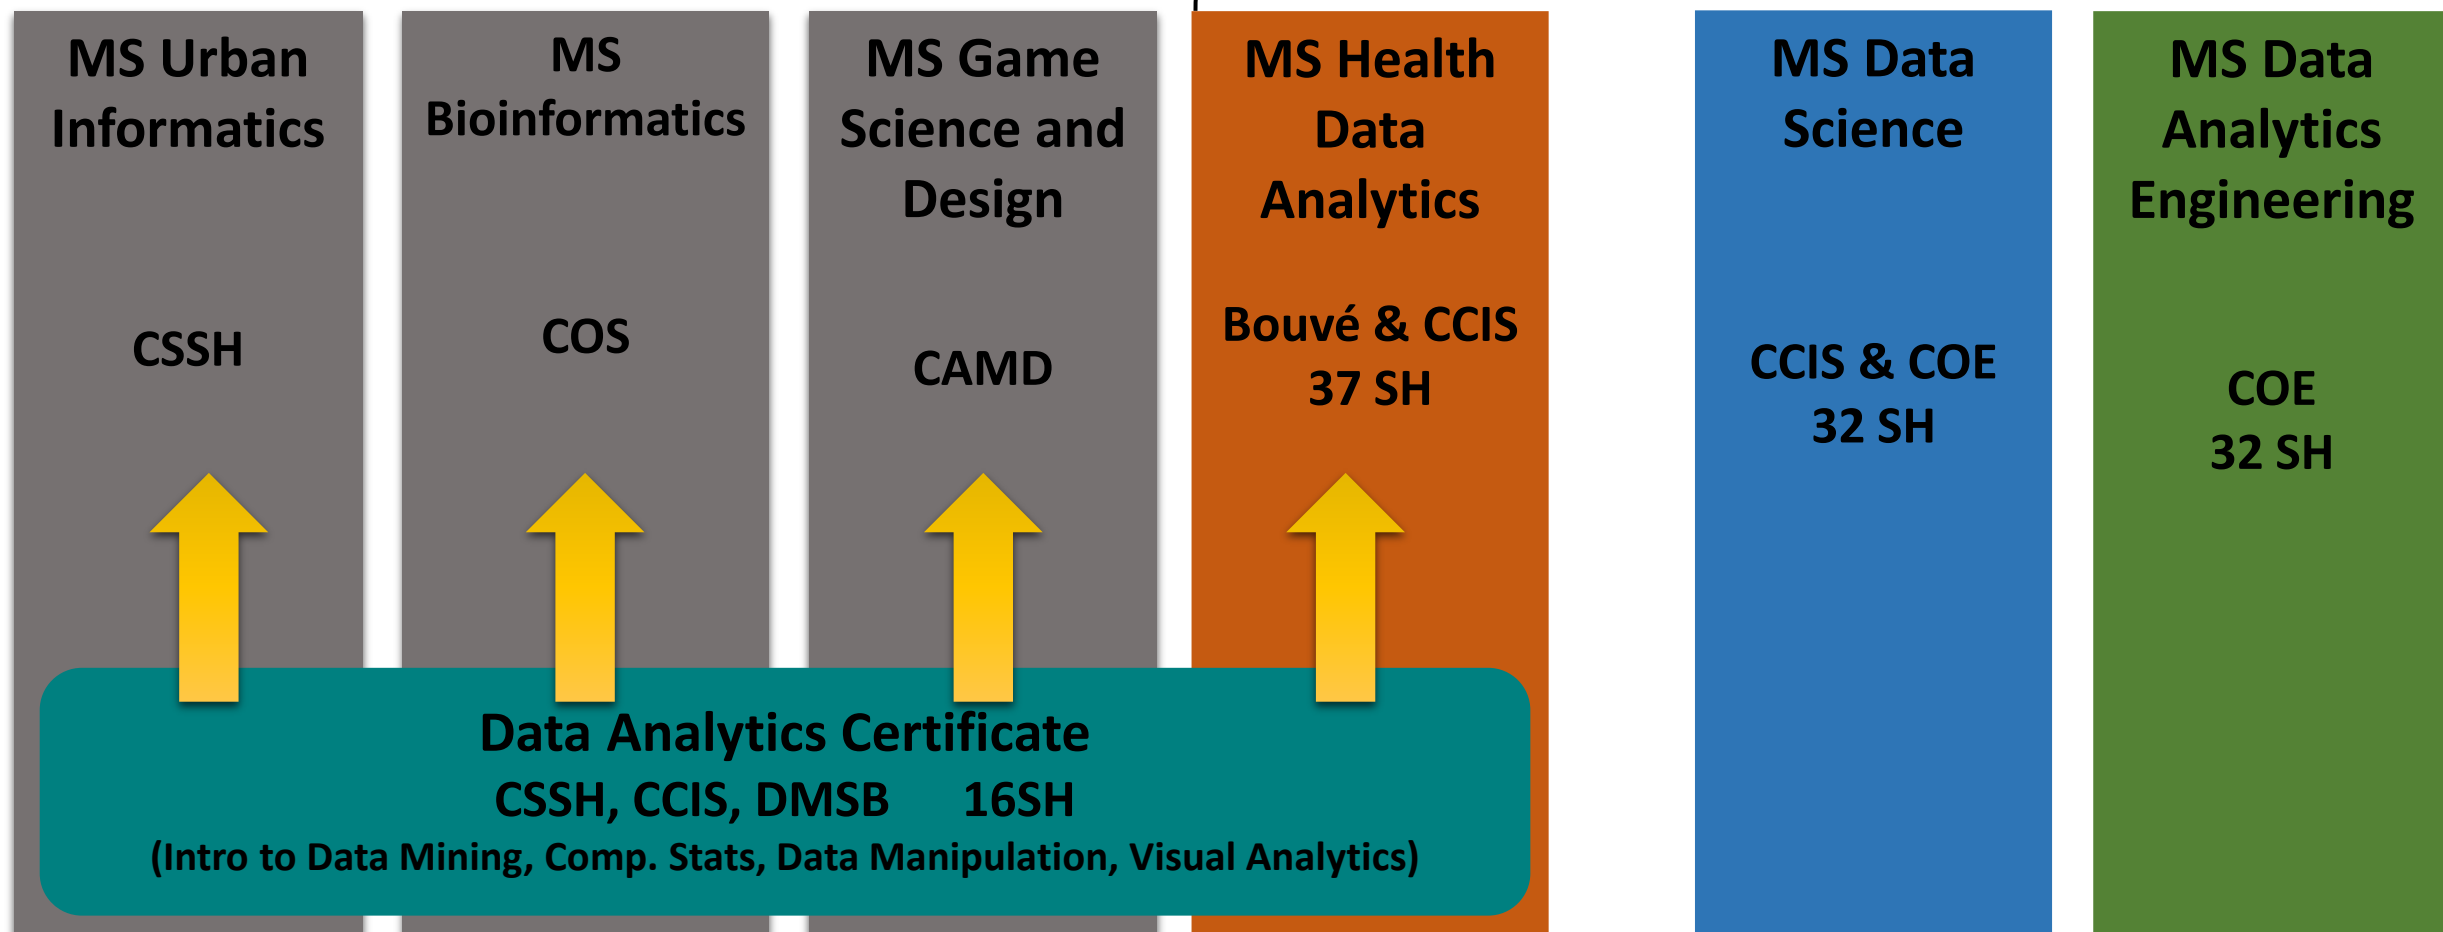 MS Urban
Informatics
CSSH
MS
Bioinformatics
COS
MS Game
Science and
Design
CAMD
MS Health
Data
Analytics
Bouvé & CCIS
37 SH
MS Data
Science
CCIS & COE
32 SH
MS Data
Analytics
Engineering
COE
32 SH
Data Analytics Certificate
CSSH, CCIS, DMSB 16SH
(Intro to Data Mining, Comp. Stats, Data Manipulation, Visual Analytics)